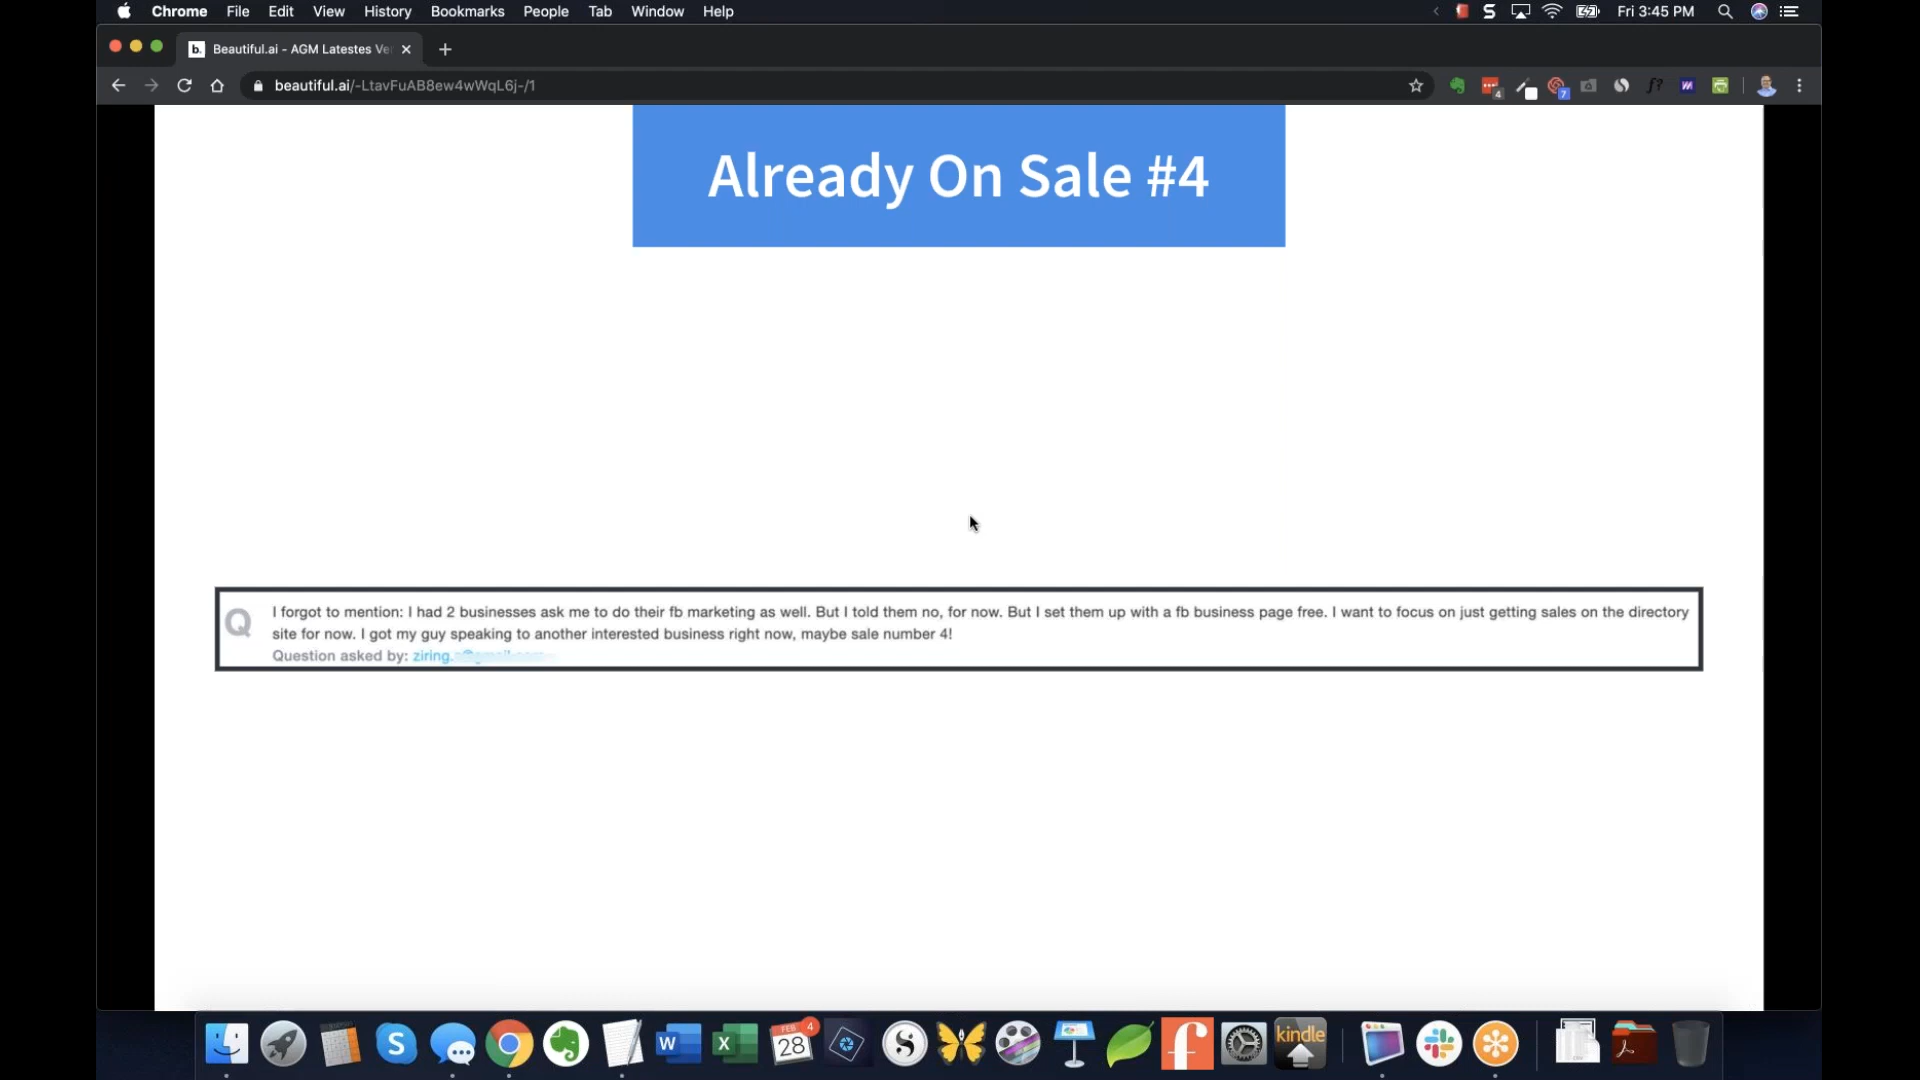 Chrome File Edit View History Bookmarks People Tab Window Help
S Fri 3:45 PM
b. Beautiful.ai - AGM Latestes Ve
beautiful.ai/-LtavFuAB8ew4wWqL6j-/1
4 7 f?
Already On Sale #4
Q I forgot to mention: I had 2 businesses ask me to do their fb marketing as well. But I told them no, for now. But I set them up with a fb business page free. I want to focus on just getting sales on the directory
site for now. I got my guy speaking to another interested business right now, maybe sale number 4!
Question asked by: ziring.
S W X FEB 28 4 S f kindle